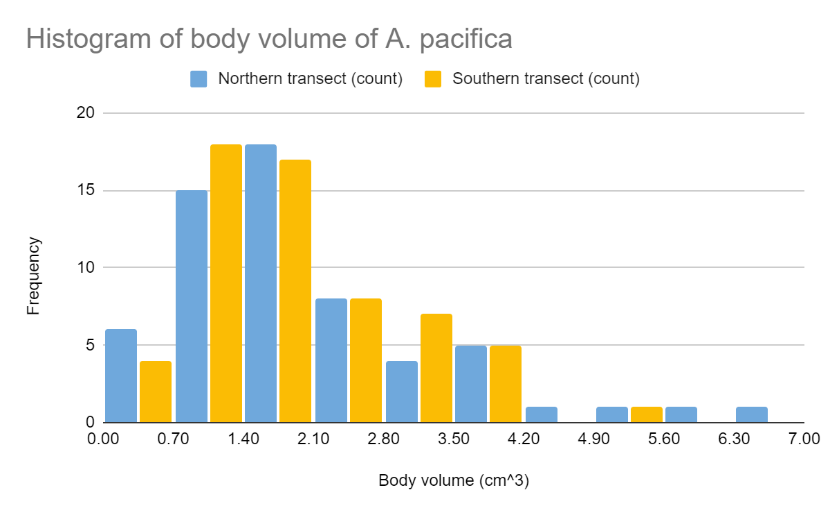 Histogram of body volume of A. pacifica
Northern transect (count) Southern transect (count)
20
15
10
5
0
Frequency
0.00 0.70 1.40 2.10 2.80 3.50 4.20 4.90 5.60 6.30 7.00
Body volume (cm^3)